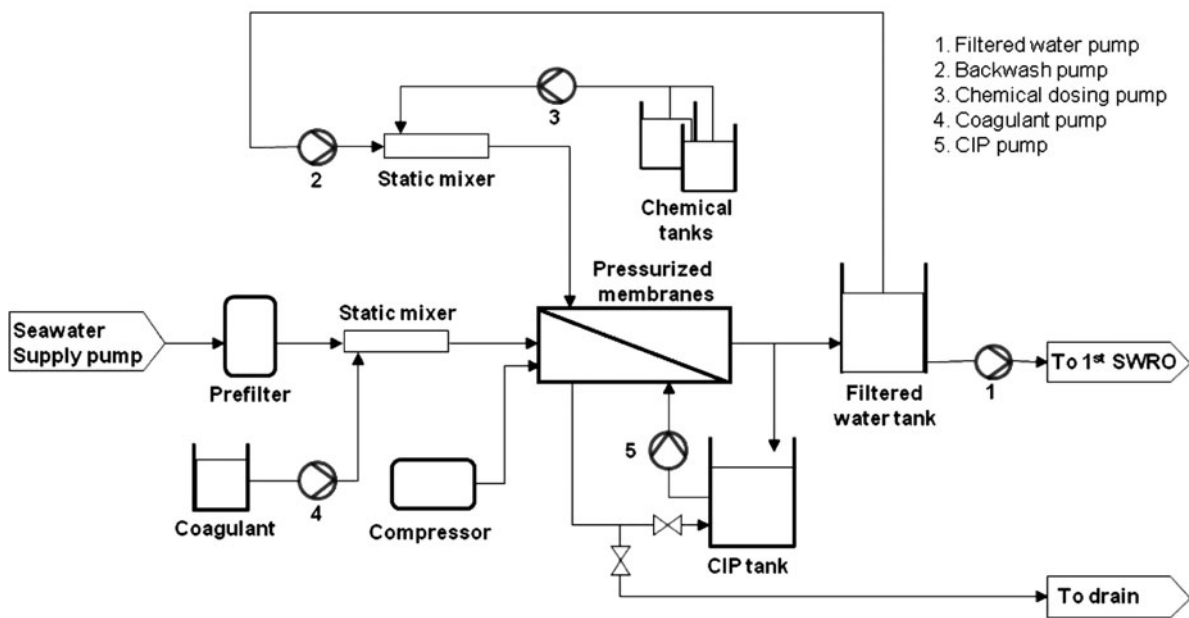 1. Filtered water pump
2. Backwash pump
3. Chemical dosing pump
4. Coagulant pump
5. CIP pump
3
2
Static mixer
Chemical
tanks
Pressurized
membranes
Seawater
Supply pump
Static mixer
Prefilter
To 1st SWRO
1
Filtered
water tank
5
Coagulant
4
Compressor
CIP tank
To drain